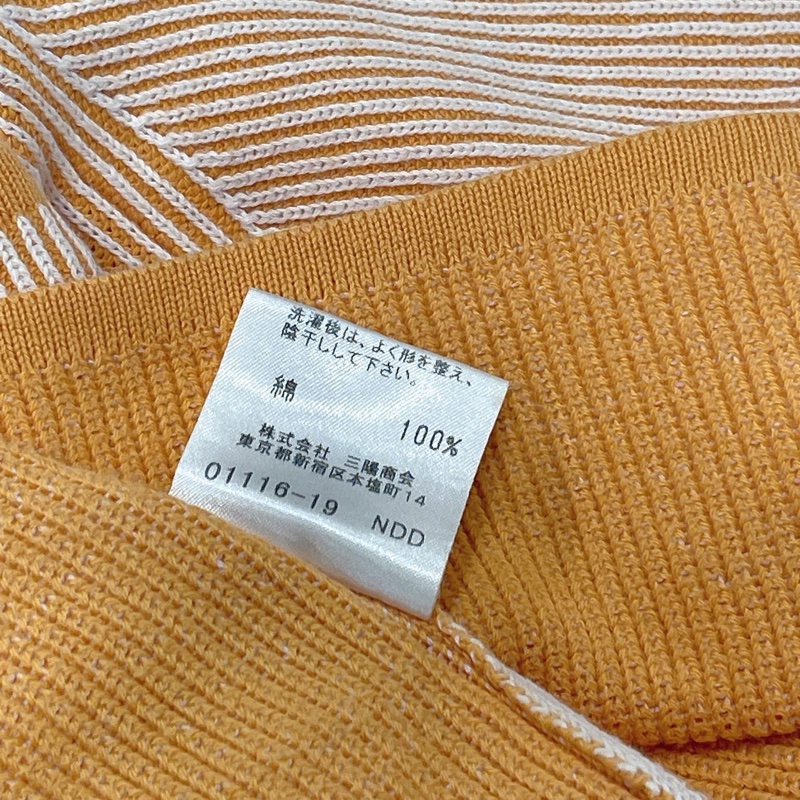 洗濯後は、よく形を整え、
陰干しして下さい。
綿
100%
株式会社 三陽商会
東京都新宿区本塩町14
01116-19 NDD